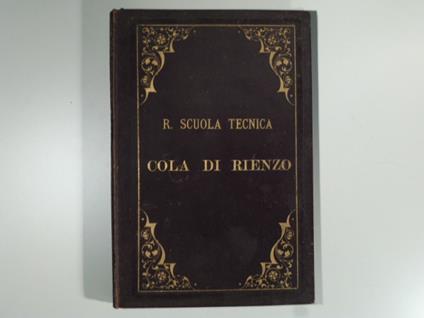 R. SCUOLA TECNICA
COLA DI RIENZO